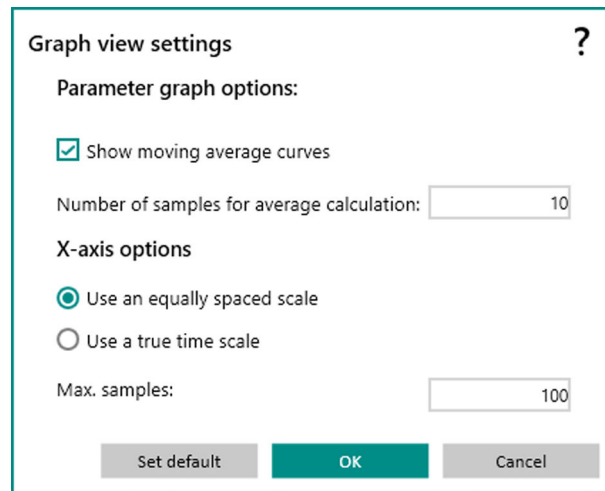 Graph view settings ?
Parameter graph options:
Show moving average curves
Number of samples for average calculation: 10
X-axis options
Use an equally spaced scale
Use a true time scale
Max. samples: 100
Set default OK Cancel